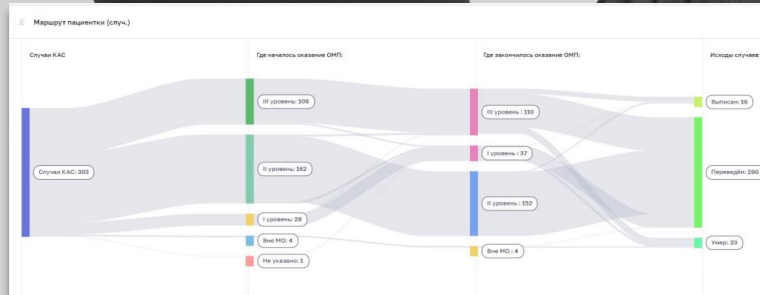 Маршрут пациентки (случ.)
Случаи КАС
Где началось оказание ОМП:
Где закончилось оказание ОМП:
Исходы случаев
III уровень: 108
III уровень : 110
Выписан: 16
I уровень : 37
Случаи КАС: 303
II уровень: 162
Переведён: 260
II уровень : 152
I уровень: 28
Вне МО: 4
Вне МО : 4
Умер: 23
Не указано: 1